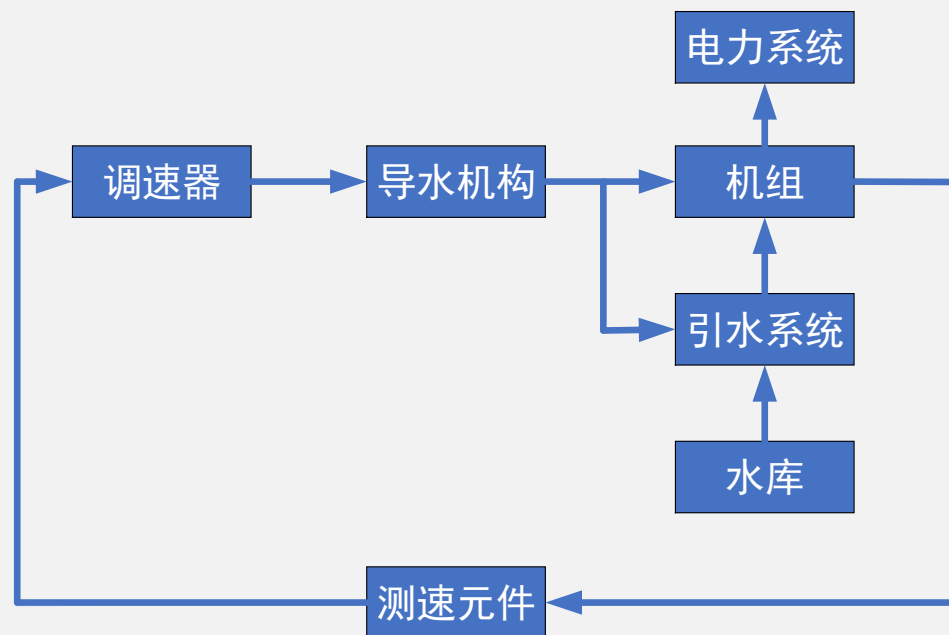 电力系统
调速器
导水机构
机组
引水系统
水库
测速元件